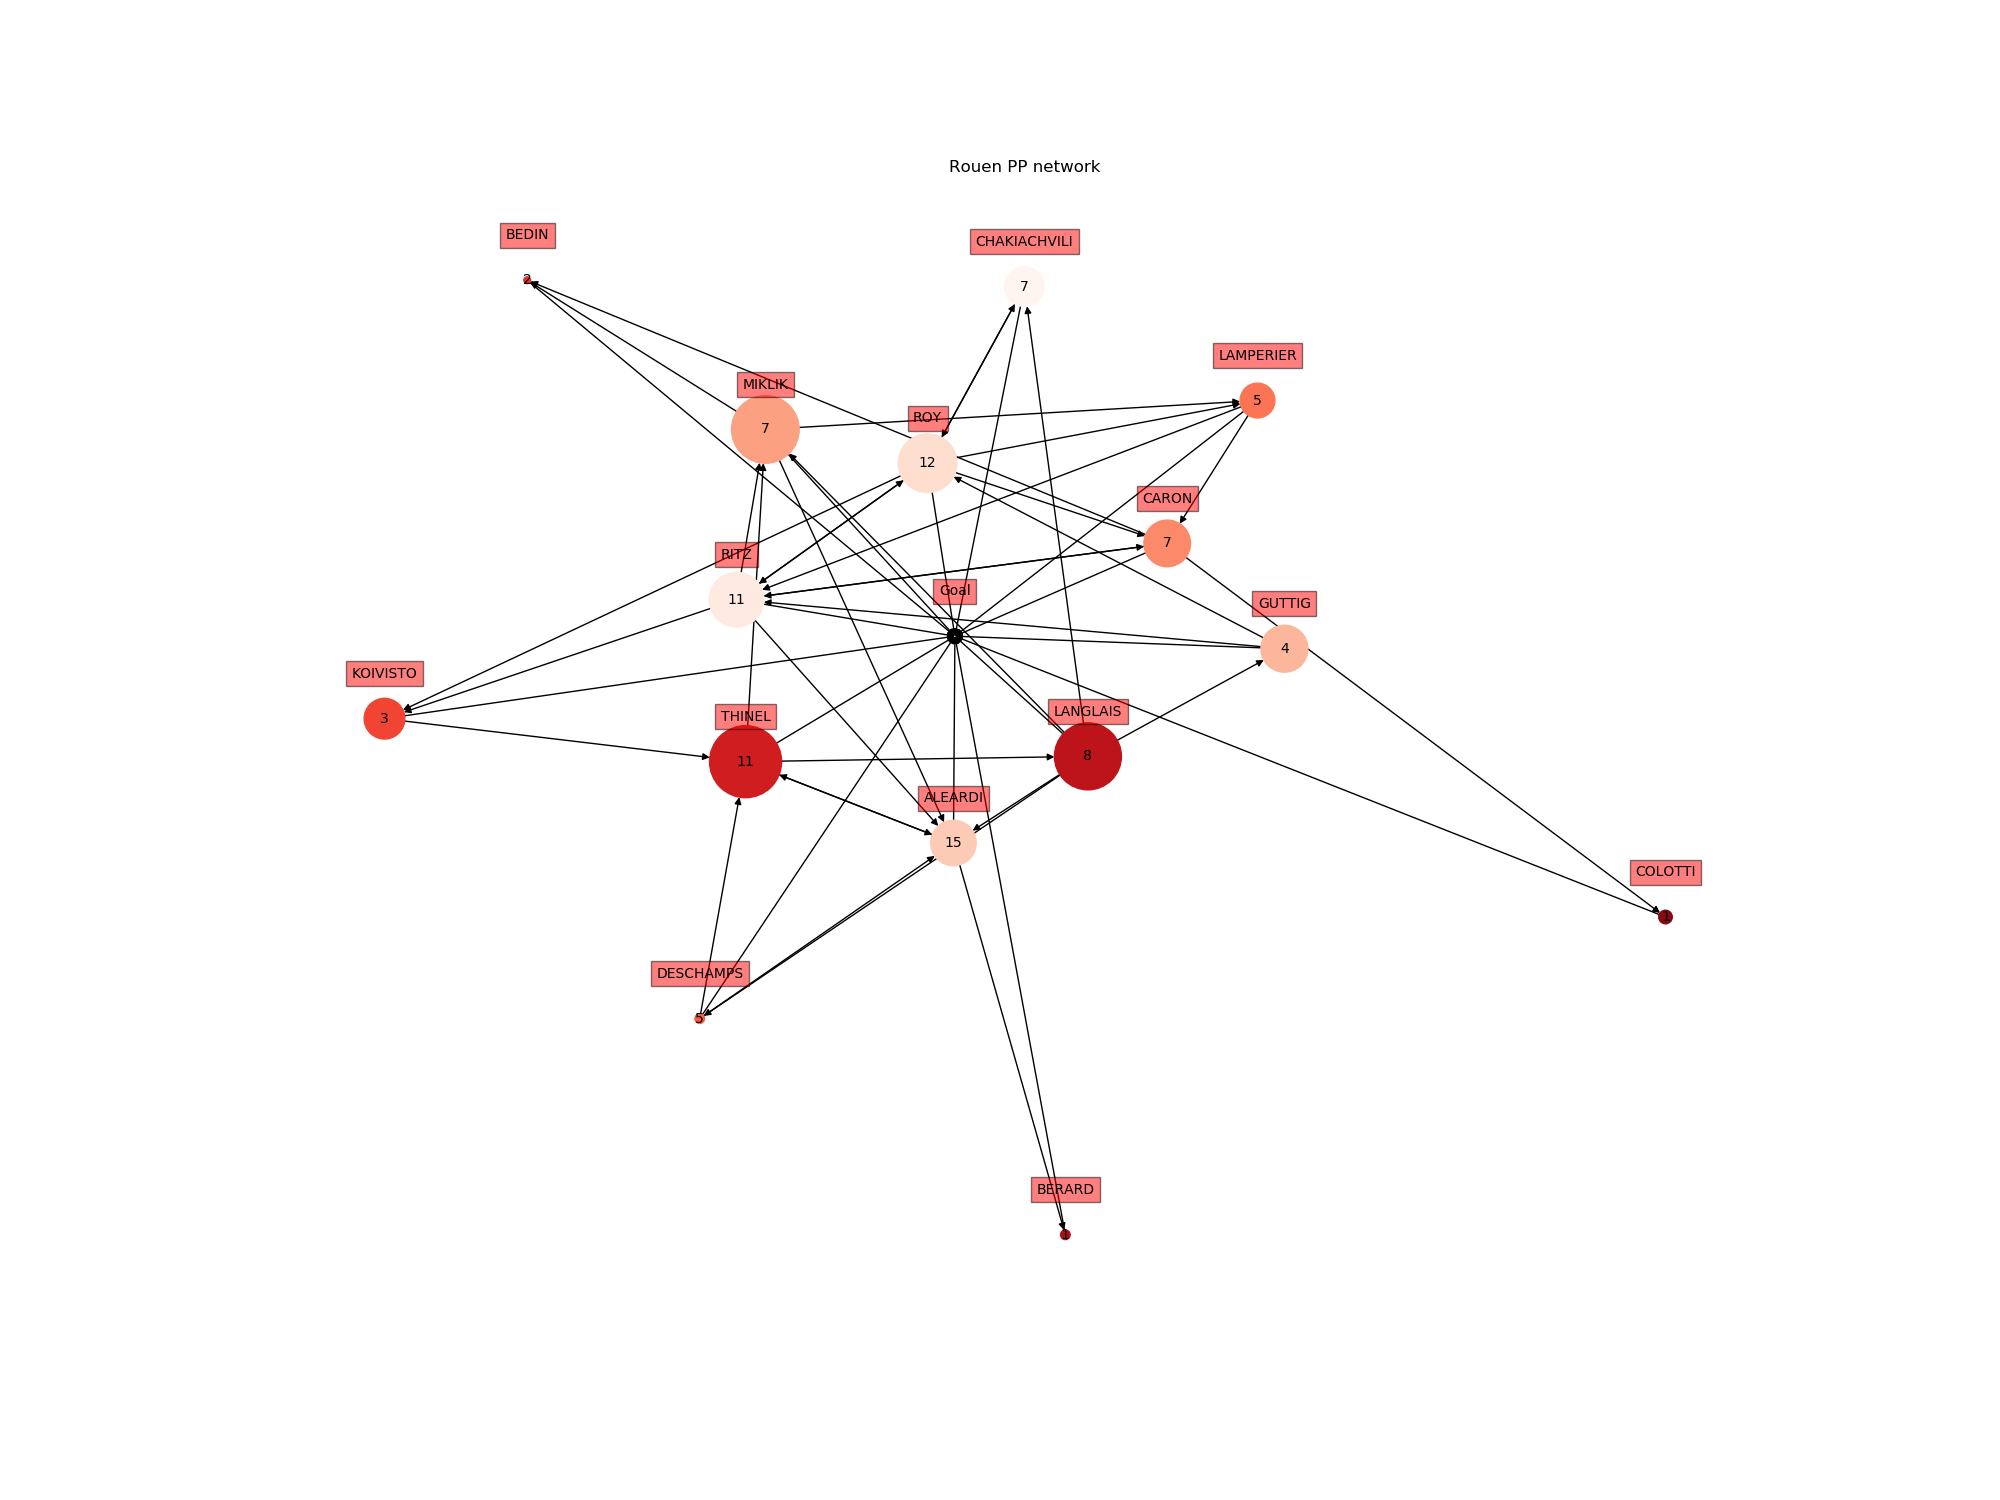 Rouen PP network
BEDIN
2
CHAKIACHVILI
7
LAMPERIER
5
MIKLIK
7
ROY
12
CARON
7
RITZ
11
Goal
GUTTIG
4
KOIVISTO
3
THINEL
11
LANGLAIS
8
ALEARDI
15
COLOTTI
1
DESCHAMPS
5
BERARD
1